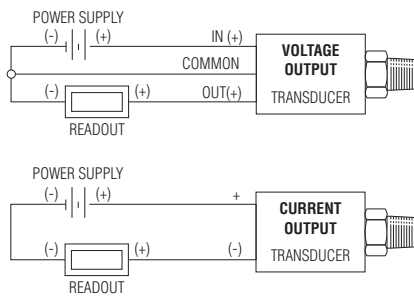 POWER SUPPLY
(-) (+) IN (+)
COMMON
(-) (+) OUT(+)
READOUT
VOLTAGE
OUTPUT
TRANSDUCER
POWER SUPPLY
(-) (+) +
(-) (+) (-)
READOUT
CURRENT
OUTPUT
TRANSDUCER